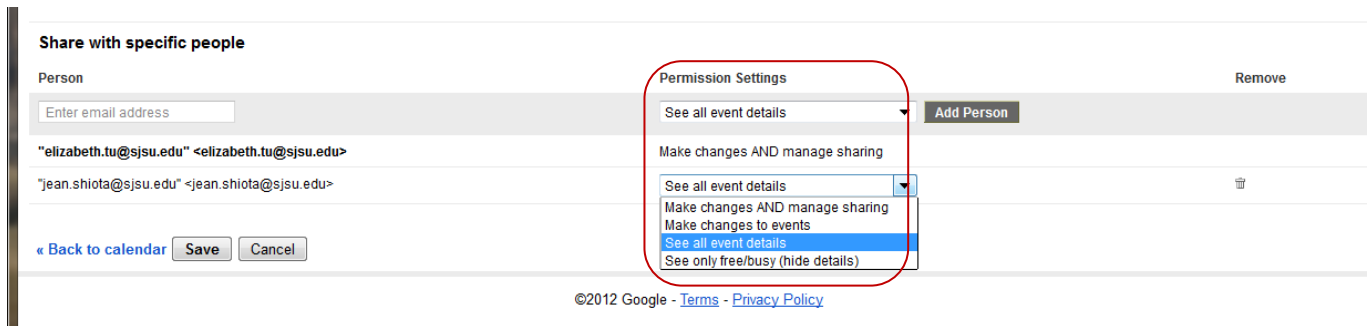 Share with specific people
Person Permission Settings Remove
Enter email address See all event details Add Person
"elizabeth.tu@sjsu.edu" <elizabeth.tu@sjsu.edu> Make changes AND manage sharing
"jean.shiota@sjsu.edu" <jean.shiota@sjsu.edu> See all event details
Make changes AND manage sharing
Make changes to events
See all event details
See only free/busy (hide details)
« Back to calendar Save Cancel
©2012 Google - Terms - Privacy Policy